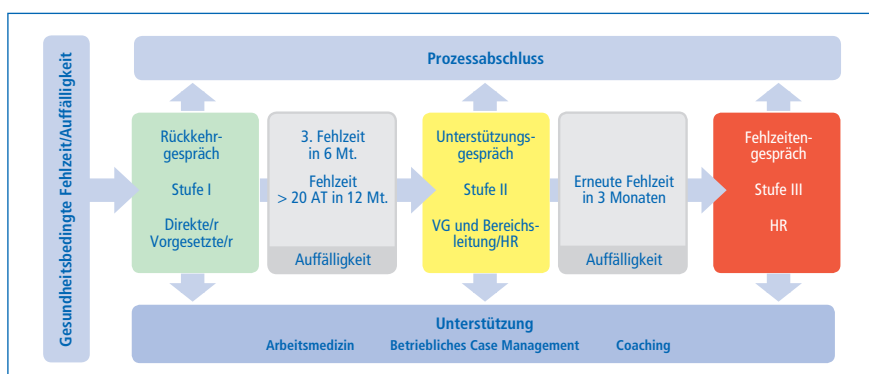 Gesundheitsbedingte Fehlzeit/Auffälligkeit
Prozessabschluss
Rückkehr-
gespräch
Stufe I
Direkte/r
Vorgesetzte/r
3. Fehlzeit
in 6 Mt.
Fehlzeit
> 20 AT in 12 Mt.
Auffälligkeit
Unterstützungs-
gespräch
Stufe II
VG und Bereichs-
leitung/HR
Erneute Fehlzeit
in 3 Monaten
Auffälligkeit
Fehlzeiten-
gespräch
Stufe III
HR
Unterstützung
Arbeitsmedizin Betriebliches Case Management Coaching